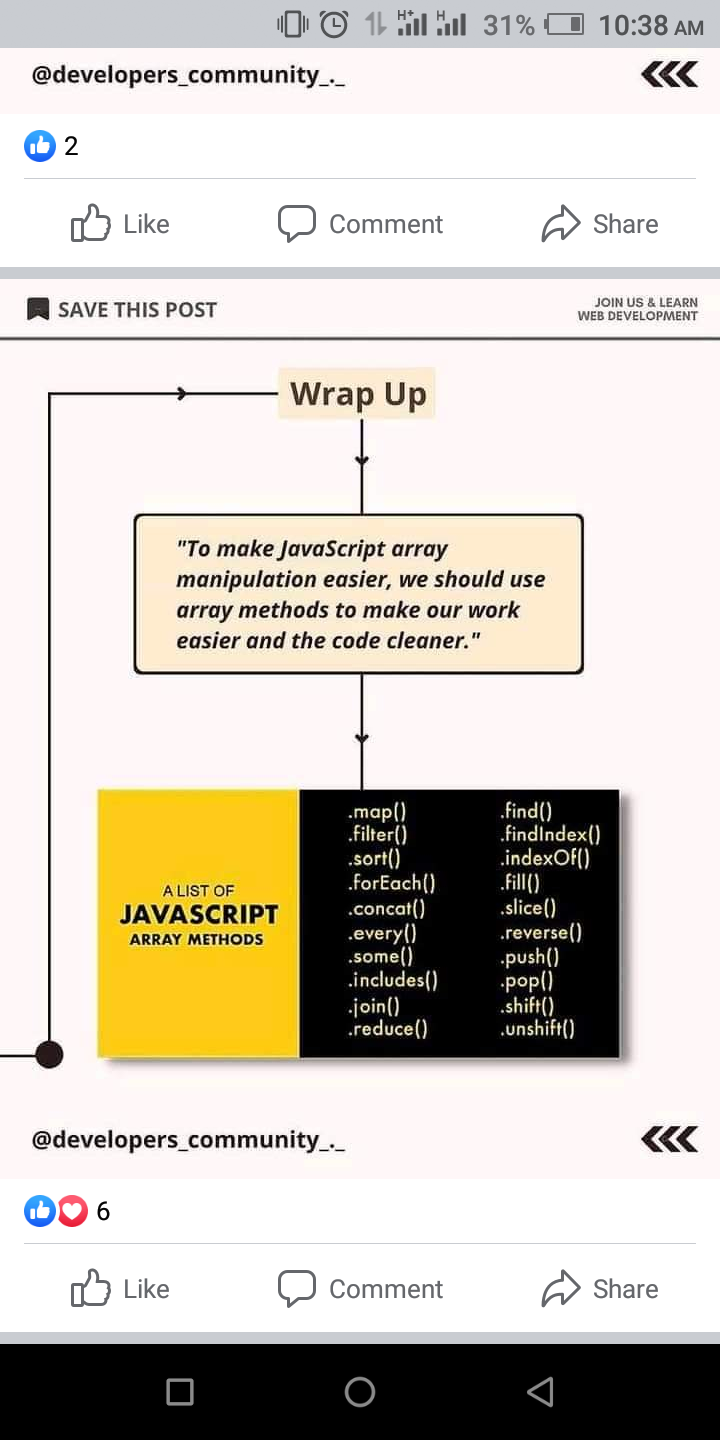 H+ H 31% 10:38 AM
@developers_community_._
2
Like Comment Share
SAVE THIS POST
JOIN US & LEARN
WEB DEVELOPMENT
Wrap Up
"To make JavaScript array
manipulation easier, we should use
array methods to make our work
easier and the code cleaner."
A LIST OF
JAVASCRIPT
ARRAY METHODS
.map()
.filter()
.sort()
.forEach()
.concat()
.every()
.some()
.includes()
.join()
.reduce()
.find()
.findIndex()
.indexOf()
.fill()
.slice()
.reverse()
.push()
.pop()
.shift()
.unshift()
@developers_community_._
6
Like Comment Share